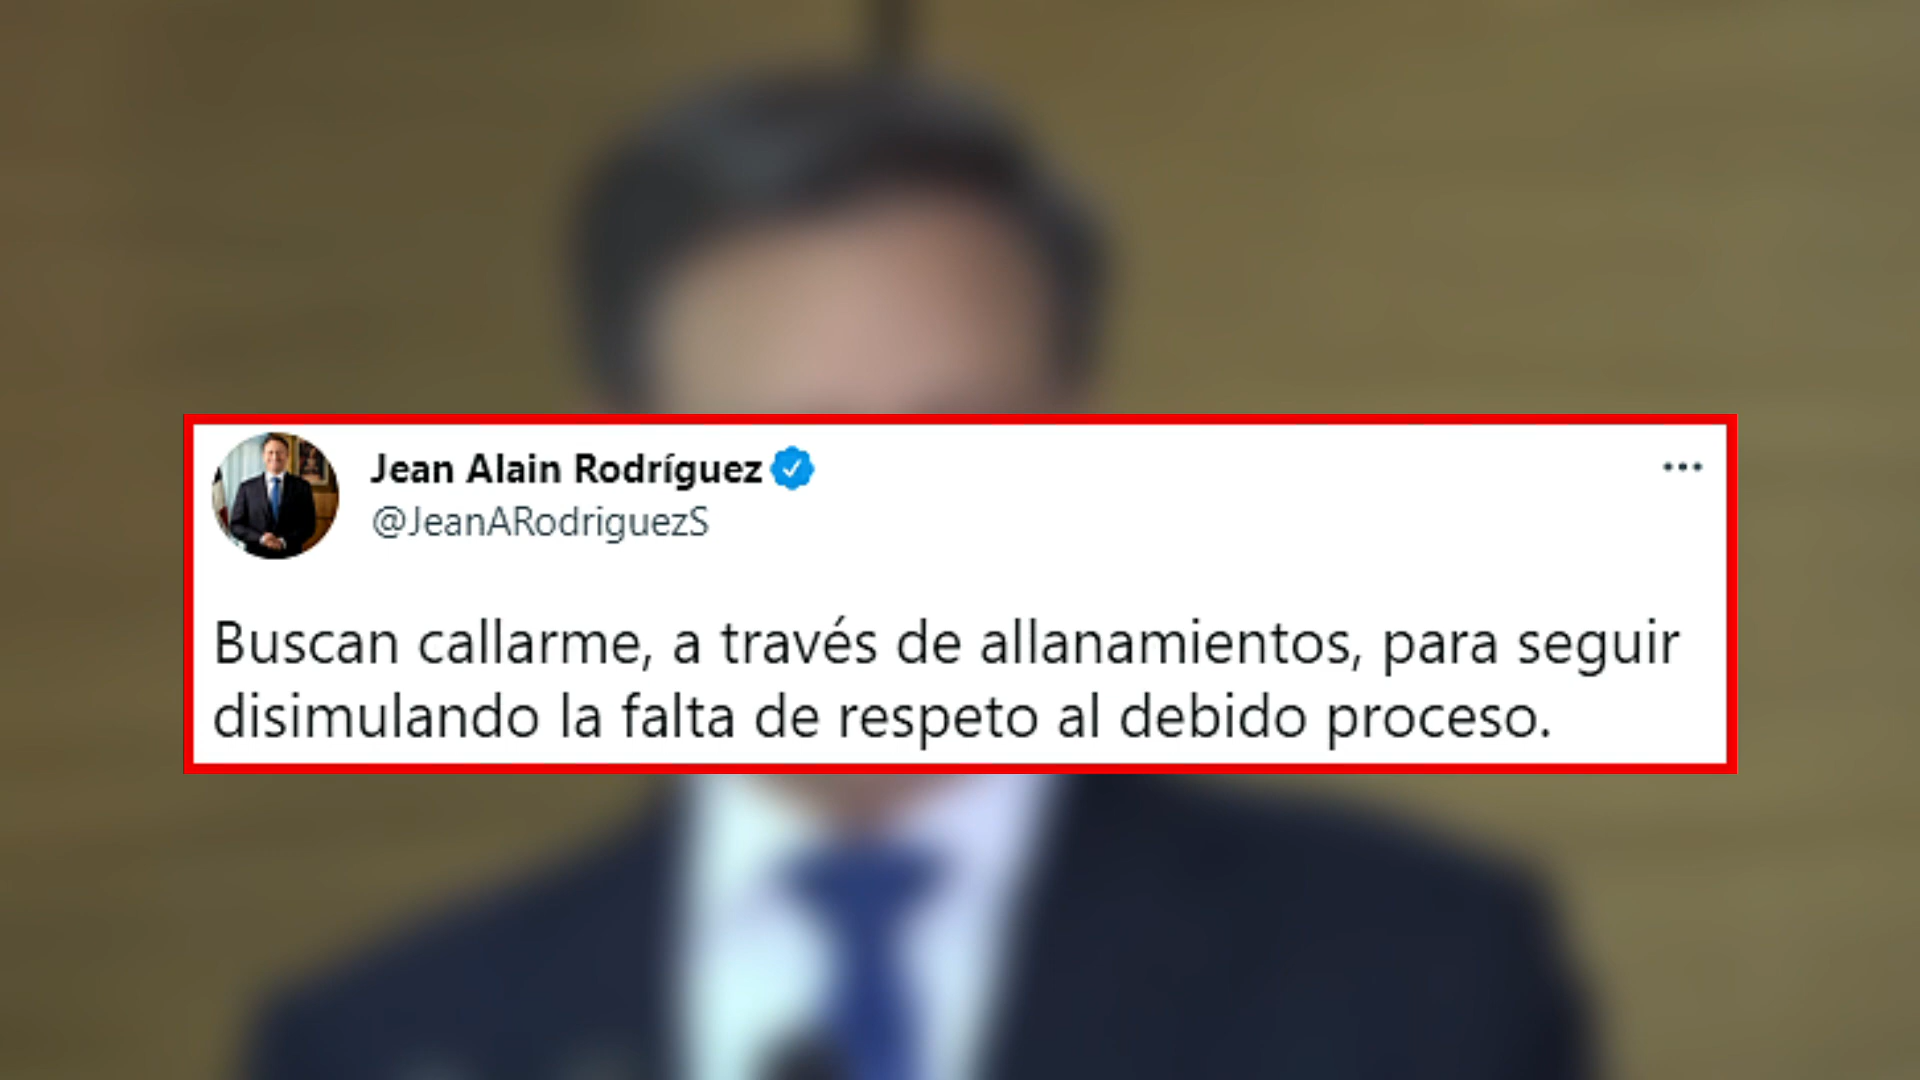 Jean Alain Rodríguez
@JeanARodriguezS
Buscan callarme, a través de allanamientos, para seguir
disimulando la falta de respeto al debido proceso.